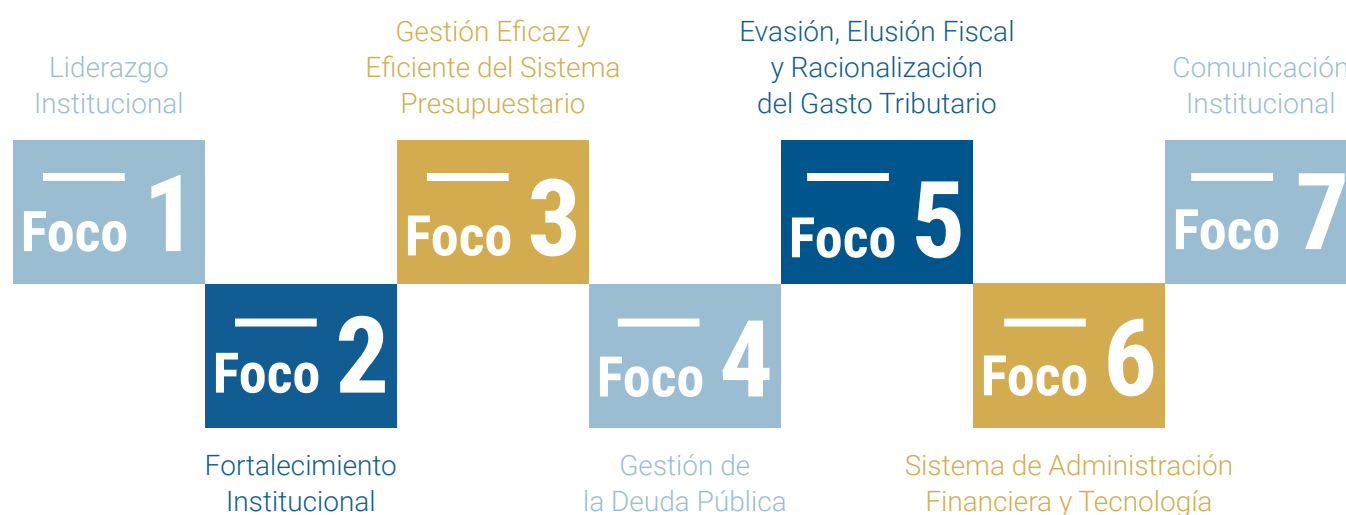 Liderazgo
Institucional
Foco 1
Foco 2
Fortalecimiento
Institucional
Gestión Eficaz y
Eficiente del Sistema
Presupuestario
Foco 3
Foco 4
Gestión de
la Deuda Pública
Evasión, Elusión Fiscal
y Racionalización
del Gasto Tributario
Foco 5
Foco 6
Sistema de Administración
Financiera y Tecnología
Comunicación
Institucional
Foco 7